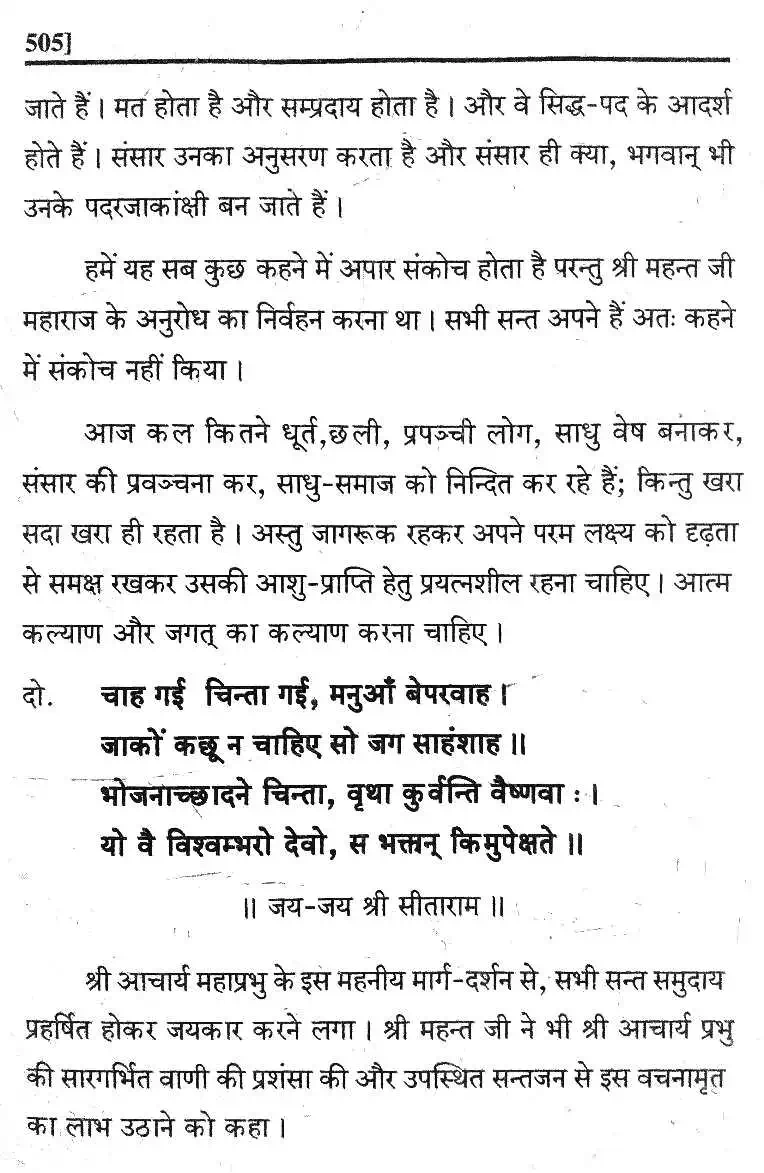 505]
जाते हैं। मत होता है और सम्प्रदाय होता है। और वे सिद्ध-पद के आदर्श
होते हैं। संसार उनका अनुसरण करता है और संसार ही क्या, भगवान् भी
उनके पदरजाकांक्षी बन जाते हैं।
हमें यह सब कुछ कहने में अपार संकोच होता है परन्तु श्री महन्त जी
महाराज के अनुरोध का निर्वहन करना था। सभी सन्त अपने हैं अतः कहने
में संकोच नहीं किया।
आज कल कितने धूर्त,छली, प्रपञ्ची लोग, साधु वेष बनाकर,
संसार की प्रवञ्चना कर, साधु-समाज को निन्दित कर रहे हैं; किन्तु खरा
सदा खरा ही रहता है। अस्तु जागरूक रहकर अपने परम लक्ष्य को दृढ़ता
से समक्ष रखकर उसकी आशु-प्राप्ति हेतु प्रयत्नशील रहना चाहिए। आत्म
कल्याण और जगत् का कल्याण करना चाहिए।
दो. चाह गई चिन्ता गई, मनुआँ बेपरवाह।
जाकों कछू न चाहिए सो जग साहंशाह॥
भोजनाच्छादने चिन्ता, वृथा कुर्वन्ति वैष्णवा ः।
यो वै विश्वम्भरो देवो, स भक्तान् किमुपेक्षते॥
॥ जय-जय श्री सीताराम॥
श्री आचार्य महाप्रभु के इस महनीय मार्ग-दर्शन से, सभी सन्त समुदाय
प्रहर्षित होकर जयकार करने लगा। श्री महन्त जी ने भी श्री आचार्य प्रभु
की सारगर्भित वाणी की प्रशंसा की और उपस्थित सन्तजन से इस वचनामृत
का लाभ उठाने को कहा।